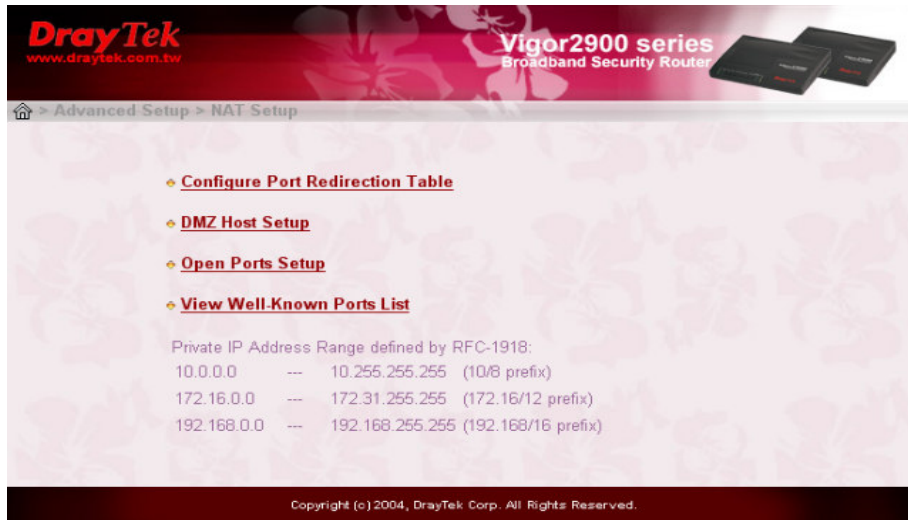 DrayTek
www.draytek.com.tw
Vigor2900 series
Broadband Security Router
> Advanced Setup > NAT Setup
Configure Port Redirection Table
DMZ Host Setup
Open Ports Setup
View Well-Known Ports List
Private IP Address Range defined by RFC-1918:
10.0.0.0 --- 10.255.255.255 (10/8 prefix)
172.16.0.0 --- 172.31.255.255 (172.16/12 prefix)
192.168.0.0 --- 192.168.255.255 (192.168/16 prefix)
Copyright (c) 2004, DrayTek Corp. All Rights Reserved.